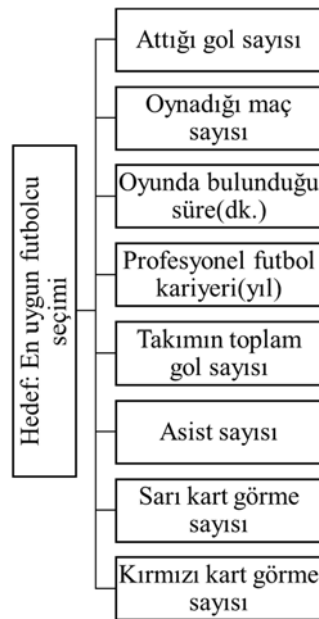 Hedef: En uygun futbolcu
seçimi
Attığı gol sayısı
Oynadığı maç
sayısı
Oyunda bulunduğu
süre(dk.)
Profesyonel futbol
kariyeri(yıl)
Takımın toplam
gol sayısı
Asist sayısı
Sarı kart görme
sayısı
Kırmızı kart görme
sayısı